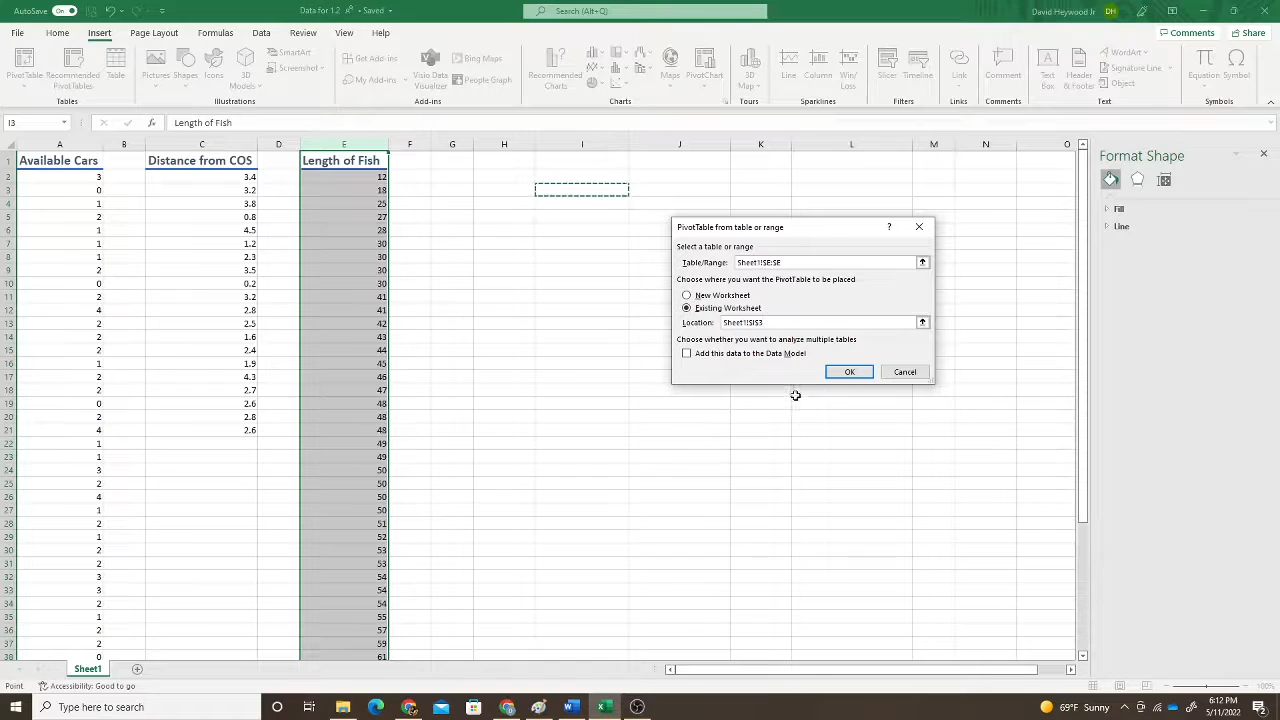 AutoSave On Data for 1.2 - Saved Search (Alt+Q) David Heywood Jr DH
File Home Insert Page Layout Formulas Data Review View Help Comments Share
PivotTable Recommended PivotTables Table Pictures Shapes Icons 3D Models SmartArt Screenshot Get Add-ins My Add-ins Visio Data Visualizer Bing Maps People Graph Recommended Charts Maps PivotChart 3D Map Line Column Win/Loss Slicer Timeline Link Comment Text Box Header & Footer WordArt Signature Line Object Equation Symbol
Tables Illustrations Add-ins Charts Tours Sparklines Filters Links Comments Text Symbols
I3 Length of Fish
A B C D E F G H I J K L M N O
1 Available Cars Distance from COS Length of Fish
2 3 3.4 12
3 0 3.2 18
4 1 3.8 25
5 2 0.8 27
6 1 4.5 28
7 1 1.2 30
8 1 2.3 30
9 2 3.5 30
10 0 0.2 30
11 2 3.2 41
12 4 2.8 41
13 2 2.5 42
14 2 1.6 43
15 2 2.4 44
16 1 1.9 45
17 2 4.3 46
18 2 2.7 47
19 0 2.6 48
20 2 2.8 48
21 4 2.6 48
22 1 49
23 1 49
24 3 50
25 2 50
26 4 50
27 1 50
28 2 51
29 1 52
30 2 53
31 2 53
32 3 54
33 3 54
34 2 54
35 1 55
36 2 57
37 2 59
38 0 61
PivotTable from table or range ? ×
Select a table or range
Table/Range: Sheet1!$E:$E
Choose where you want the PivotTable to be placed
New Worksheet
Existing Worksheet
Location: Sheet1!$I$3
Choose whether you want to analyze multiple tables
Add this data to the Data Model
OK Cancel
Format Shape
Fill
Line
Sheet1
Point Accessibility: Good to go 100%
Type here to search 69°F Sunny 6:12 PM
5/11/2022